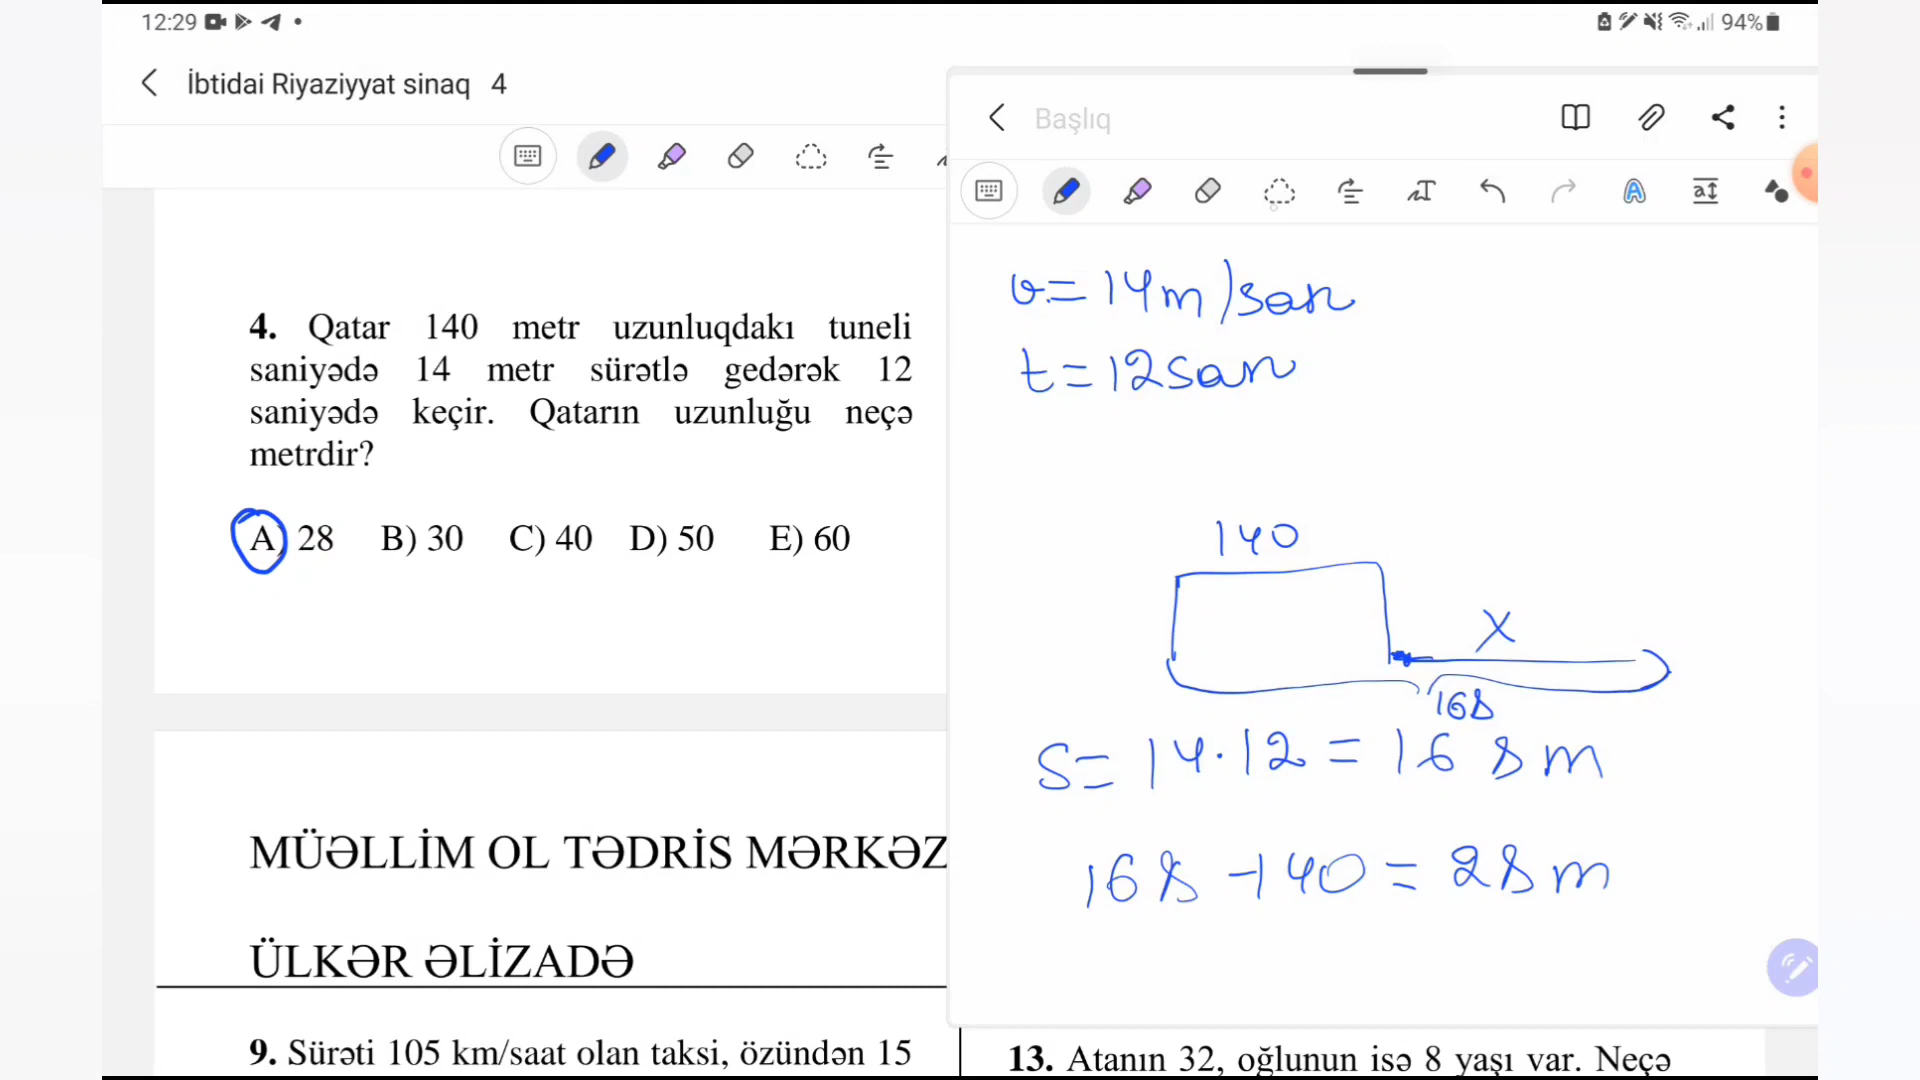 12:29
94%
İbtidai Riyaziyyat sinaq 4
4. Qatar 140 metr uzunluqdakı tuneli
saniyədə 14 metr sürətlə gedərək 12
saniyədə keçir. Qatarın uzunluğu neçə
metrdir?
A) 28 B) 30 C) 40 D) 50 E) 60
MÜƏLLİM OL TƏDRİS MƏRKƏZ
ÜLKƏR ƏLİZADƏ
9. Sürəti 105 km/saat olan taksi, özündən 15
Başlıq
v = 14m/san
t = 12san
140
x
168
S = 14·12 = 168m
168 - 140 = 28m
13. Atanın 32, oğlunun isə 8 yaşı var. Neçə